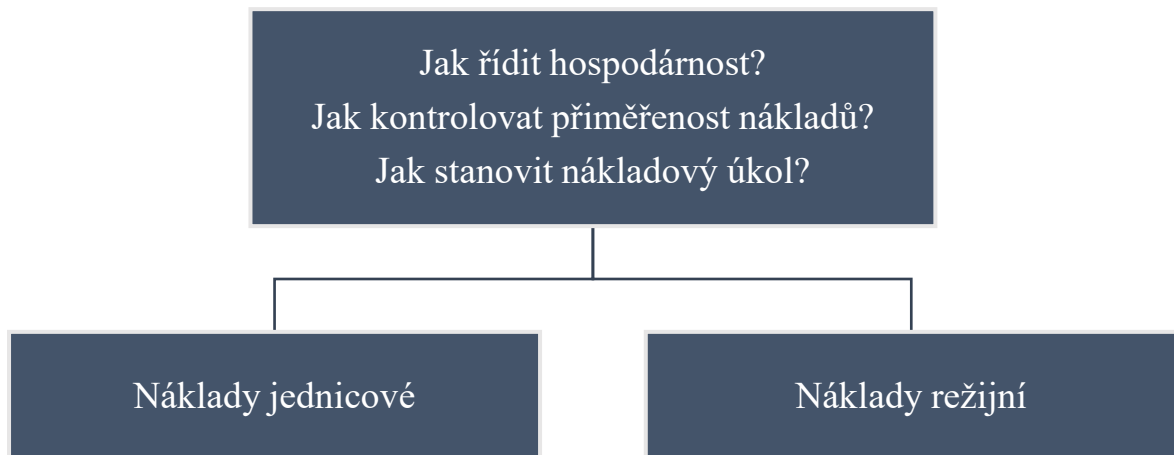 Jak řídit hospodárnost?
Jak kontrolovat přiměřenost nákladů?
Jak stanovit nákladový úkol?
Náklady jednicové
Náklady režijní